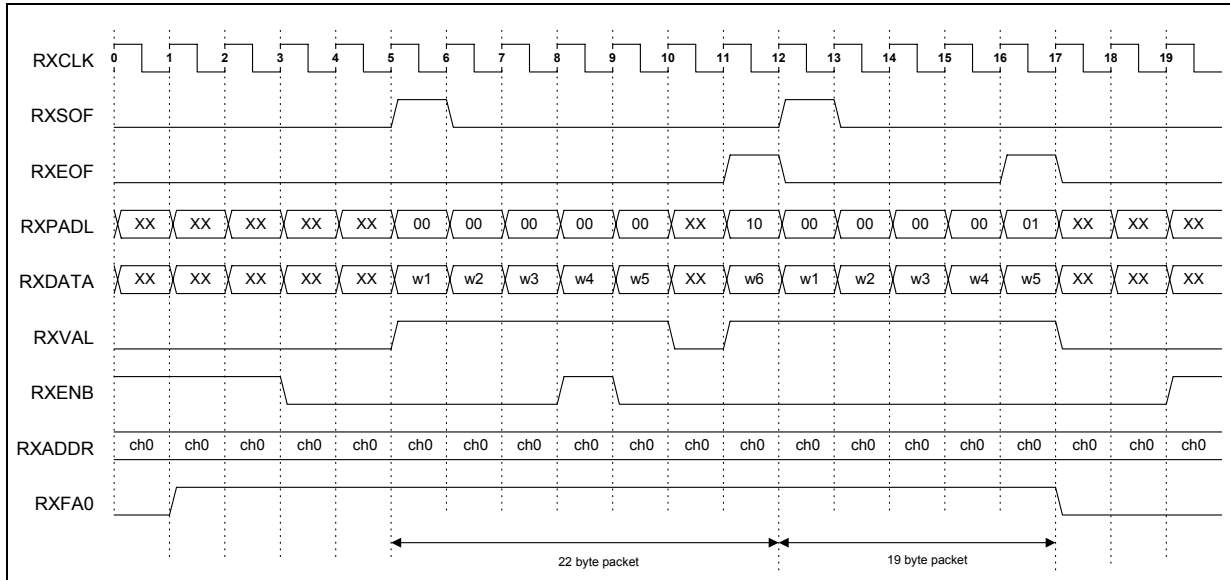 RXCLK 0 1 2 3 4 5 6 7 8 9 10 11 12 13 14 15 16 17 18 19
RXSOF
RXEOF
RXPADL XX XX XX XX XX 00 00 00 00 00 XX 10 00 00 00 00 01 XX XX XX
RXDATA XX XX XX XX XX w1 w2 w3 w4 w5 XX w6 w1 w2 w3 w4 w5 XX XX XX
RXVAL
RXENB
RXADDR ch0 ch0 ch0 ch0 ch0 ch0 ch0 ch0 ch0 ch0 ch0 ch0 ch0 ch0 ch0 ch0 ch0 ch0 ch0 ch0
RXFA0
22 byte packet 19 byte packet